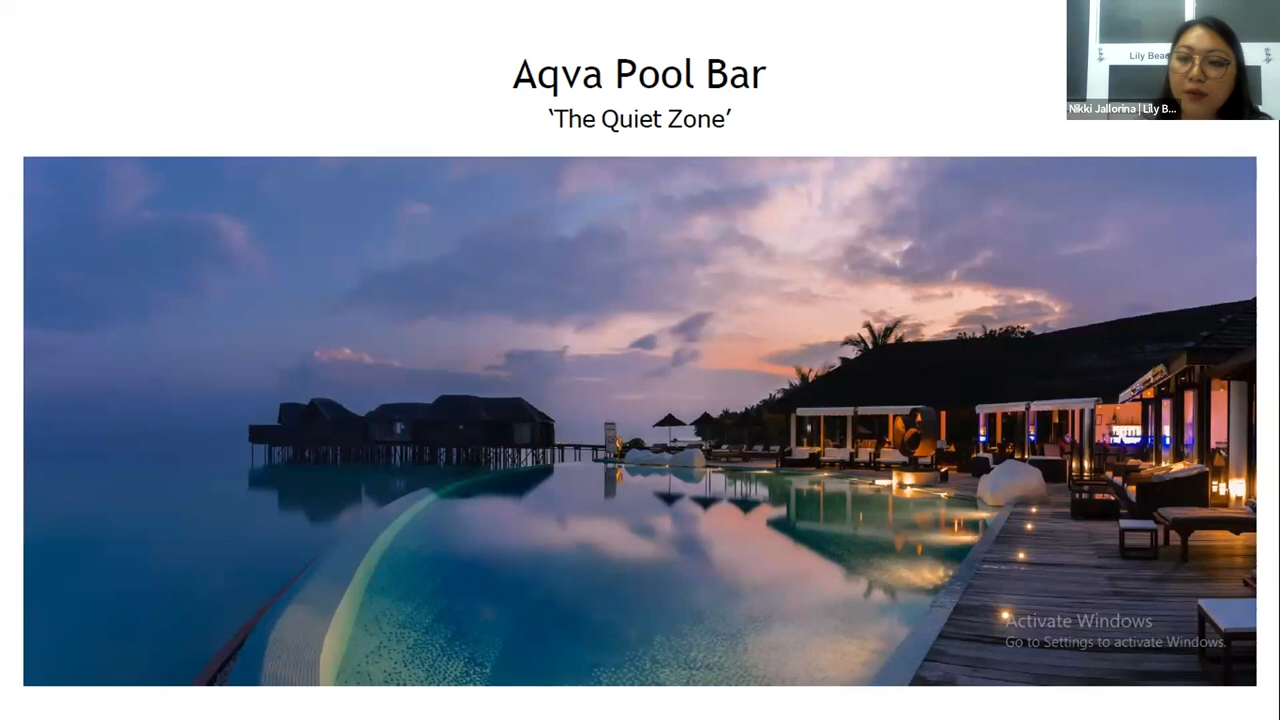 Aqva Pool Bar
‘The Quiet Zone’
Lily Beac
Nikki Jallorina | Lily B...
Activate Windows
Go to Settings to activate Windows.